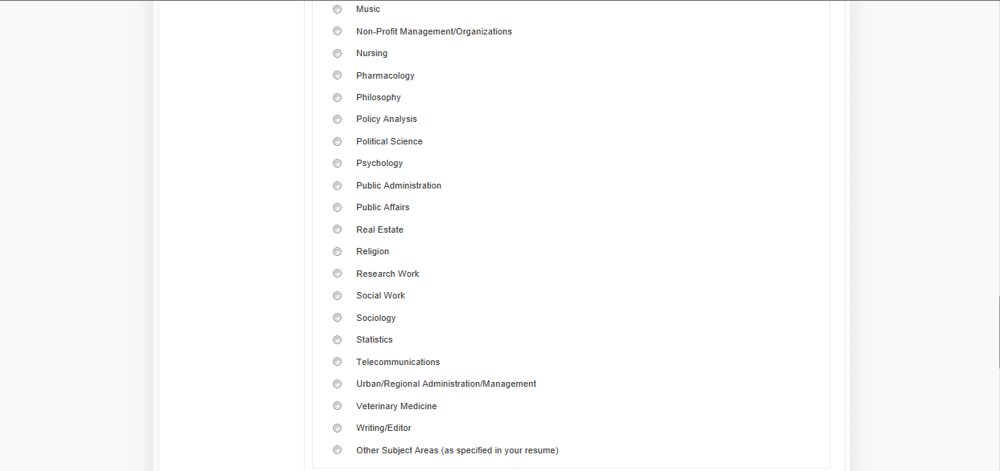 Music
Non-Profit Management/Organizations
Nursing
Pharmacology
Philosophy
Policy Analysis
Political Science
Psychology
Public Administration
Public Affairs
Real Estate
Religion
Research Work
Social Work
Sociology
Statistics
Telecommunications
Urban/Regional Administration/Management
Veterinary Medicine
Writing/Editor
Other Subject Areas (as specified in your resume)